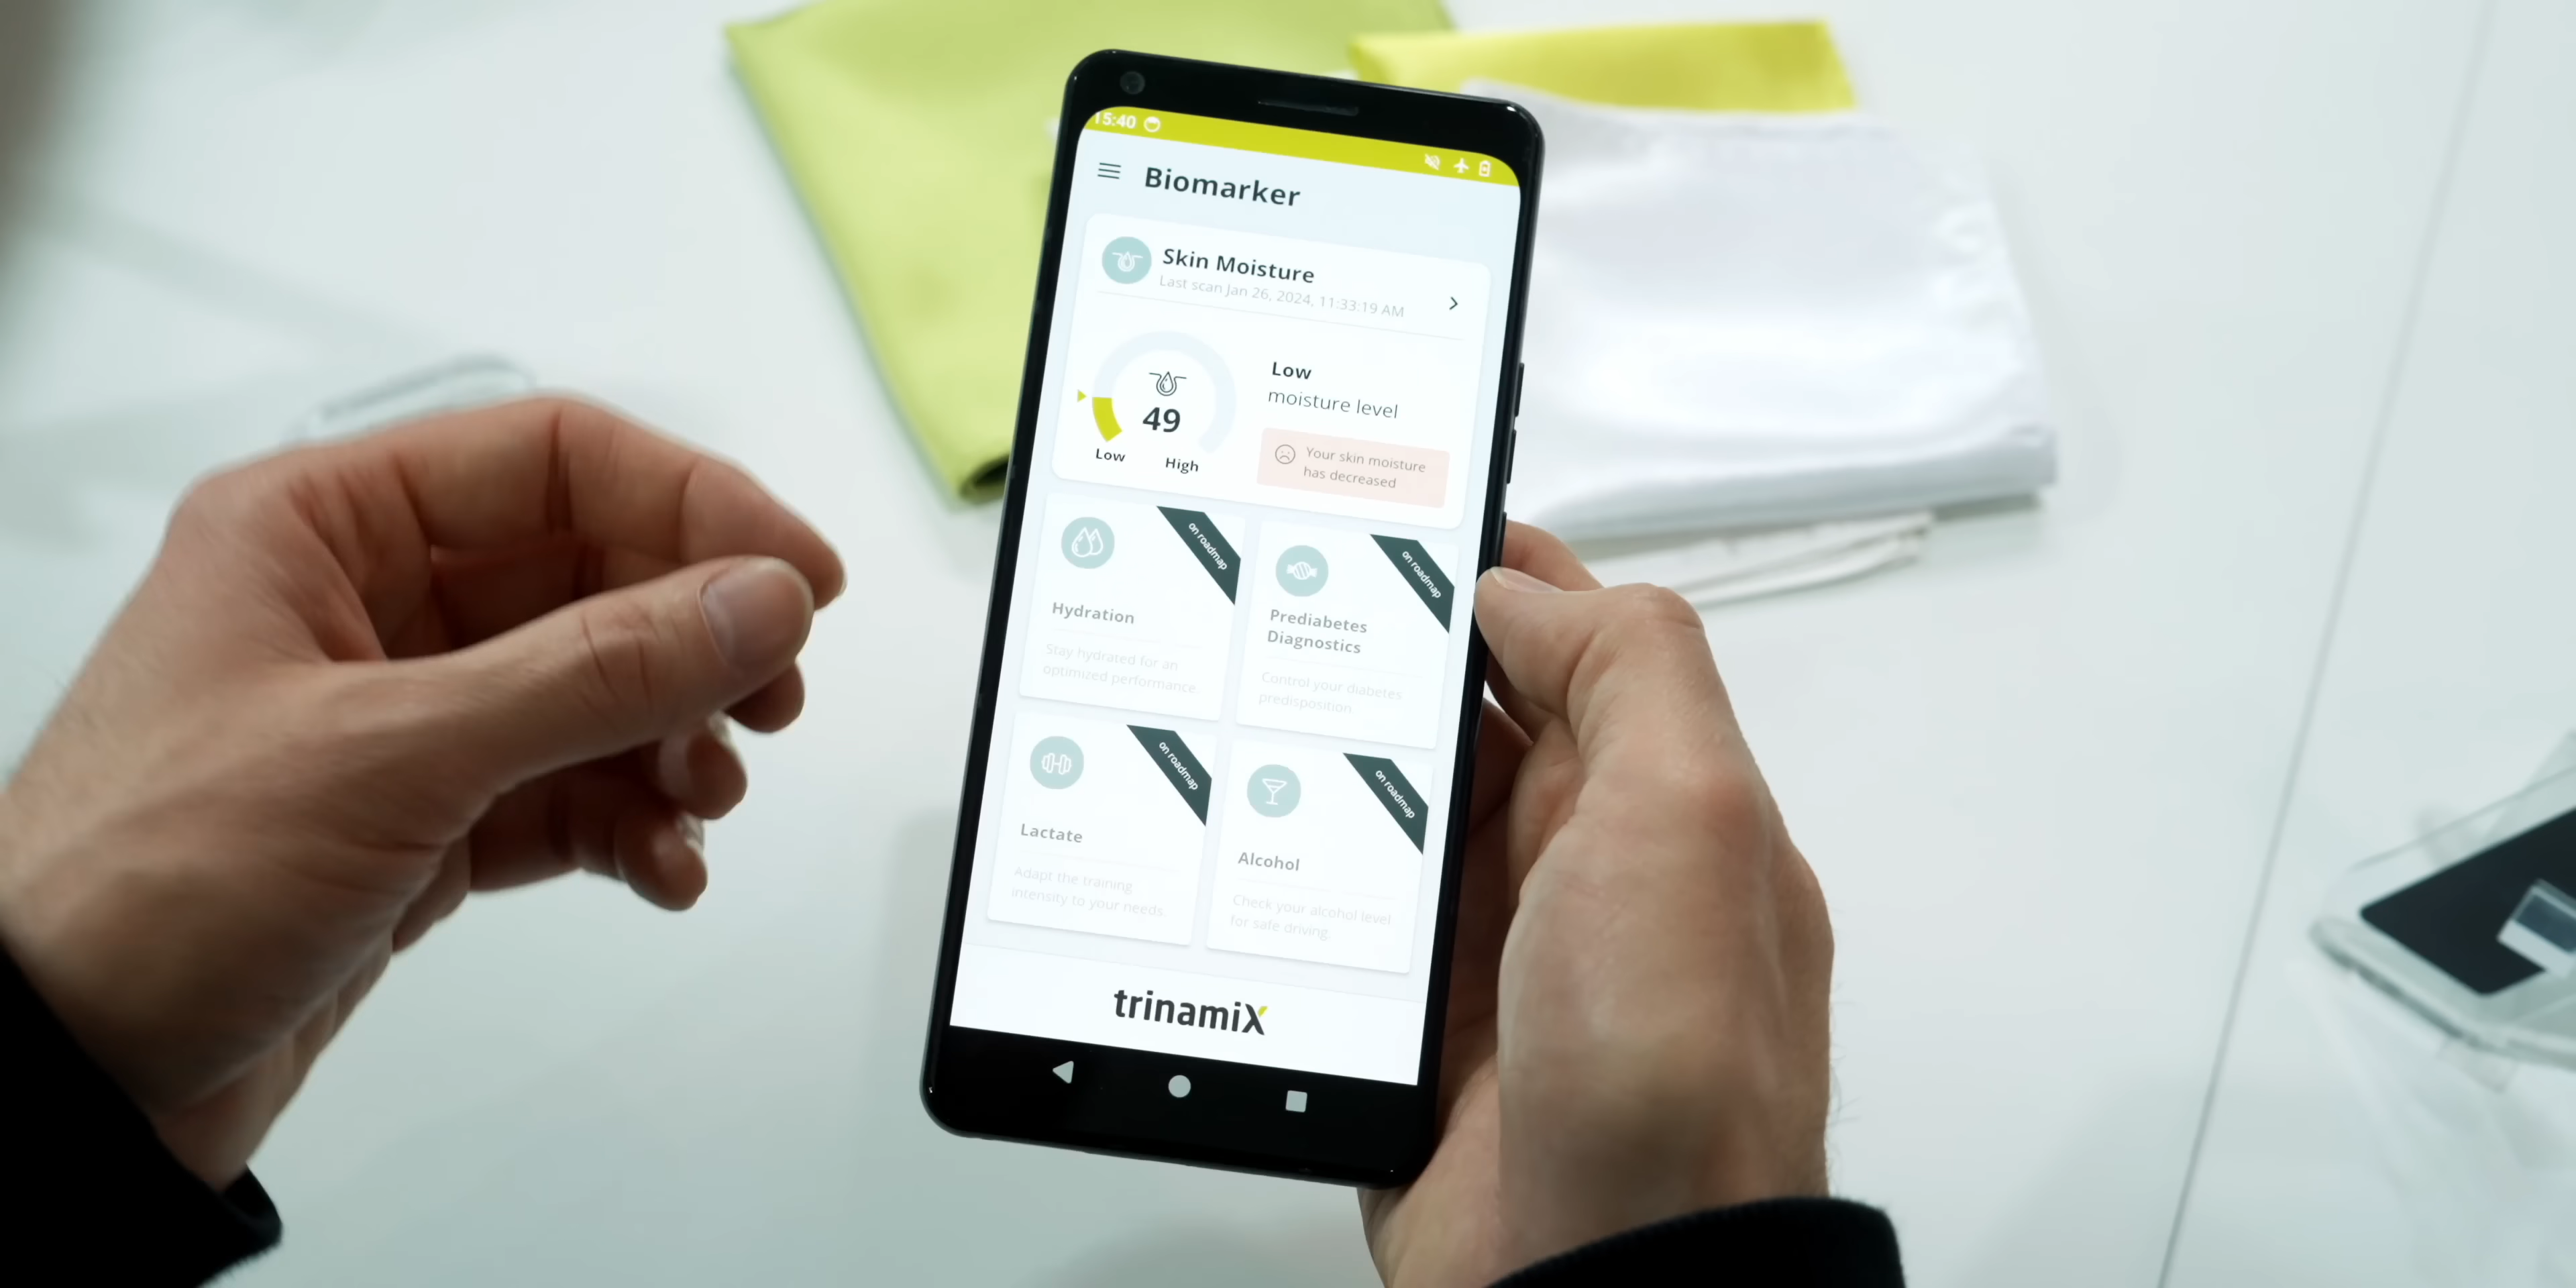 15:40
Biomarker
Skin Moisture
Last scan Jan 26, 2024, 11:33:19 AM
49
Low
High
Low
moisture level
Your skin moisture
has decreased
on roadmap
Hydration
Stay hydrated for an
optimized performance
on roadmap
Prediabetes
Diagnostics
Control your diabetes
predisposition
on roadmap
Lactate
Adapt the training
intensity to your needs.
on roadmap
Alcohol
Check your alcohol level
for safe driving
trinamiX